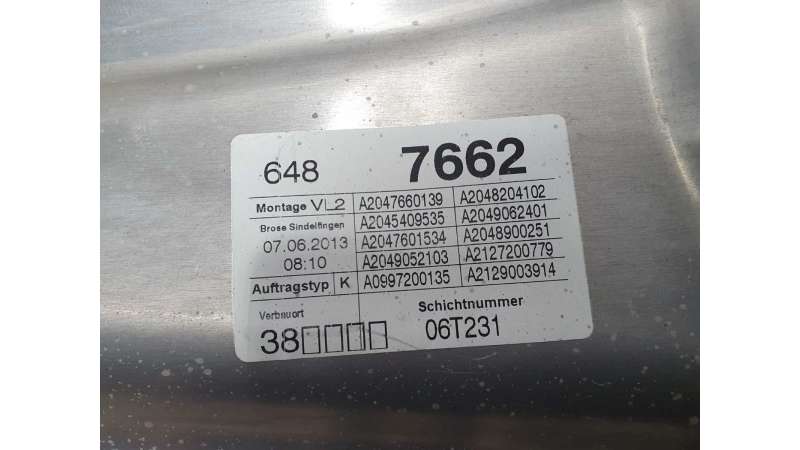 648 7662
Montage VL2 A2047660139 A2048204102
Brose Sindelfingen A2045409535 A2049062401
07.06.2013 A2047601534 A2048900251
08:10 A2049052103 A2127200779
Auftragstyp K A0997200135 A2129003914
Verbauort Schichtnummer
38 06T231